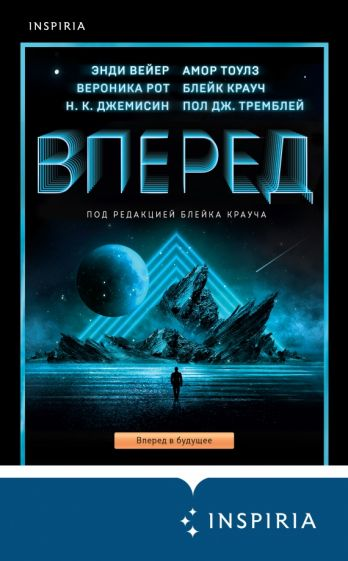 INSPIRIA
ЭНДИ ВЕЙЕР АМОР ТОУЛЗ
ВЕРОНИКА РОТ БЛЕЙК КРАУЧ
Н. К. ДЖЕМИСИН ПОЛ ДЖ. ТРЕМБЛЕЙ
ВПЕРЕД
ПОД РЕДАКЦИЕЙ БЛЕЙКА КРАУЧА
Вперед в будущее
INSPIRIA